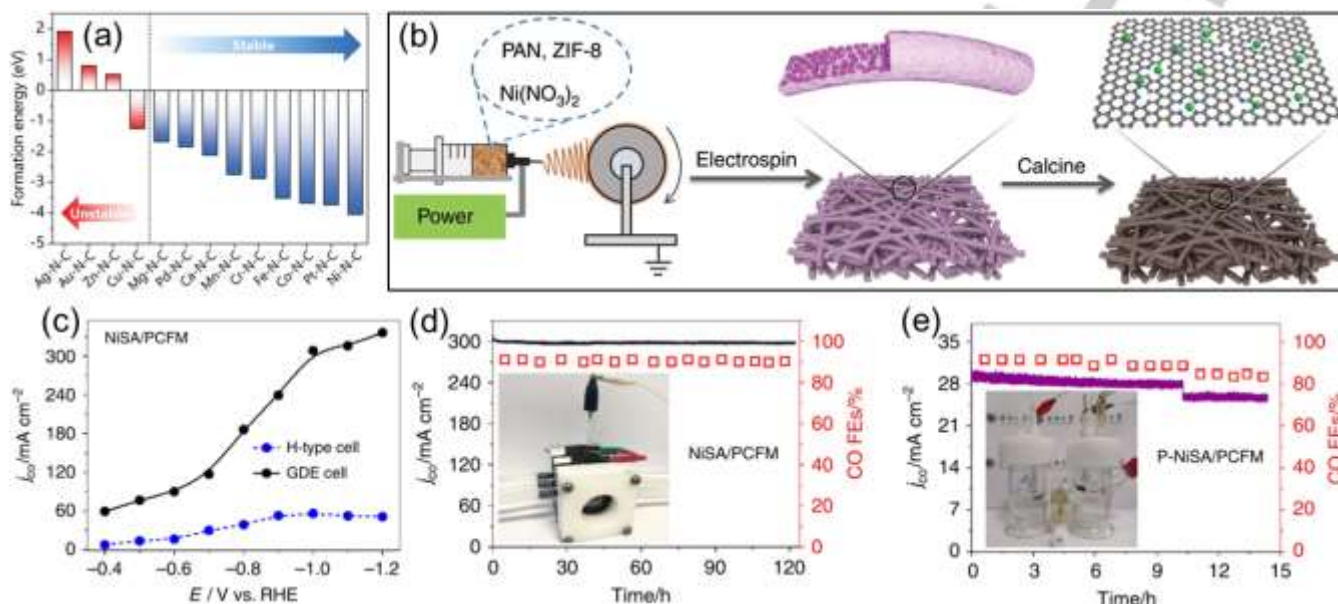 (a)
Formation energy (eV)
2
1
0
-1
-2
-3
-4
-5
Stable
Unstable
Ag-N-C
Au-N-C
Zn-N-C
Cu-N-C
Mg-N-C
Pd-N-C
Ca-N-C
Mn-N-C
Cr-N-C
Fe-N-C
Co-N-C
Pt-N-C
Ni-N-C
(b)
PAN, ZIF-8
Ni(NO3)2
Power
Electrospin
Calcine
(c)
NiSA/PCFM
jco/mA cm−2
300
240
180
120
60
0
H-type cell
GDE cell
−0.4
−0.6
−0.8
−1.0
−1.2
E / V vs. RHE
(d)
jco/mA cm−2
300
240
180
120
60
0
NiSA/PCFM
100
80
60
40
20
0
CO FEs/%
0
30
60
90
120
Time/h
(e)
jco/mA cm−2
35
28
21
14
7
0
P-NiSA/PCFM
100
80
60
40
20
0
CO FEs/%
0
3
6
9
12
15
Time/h